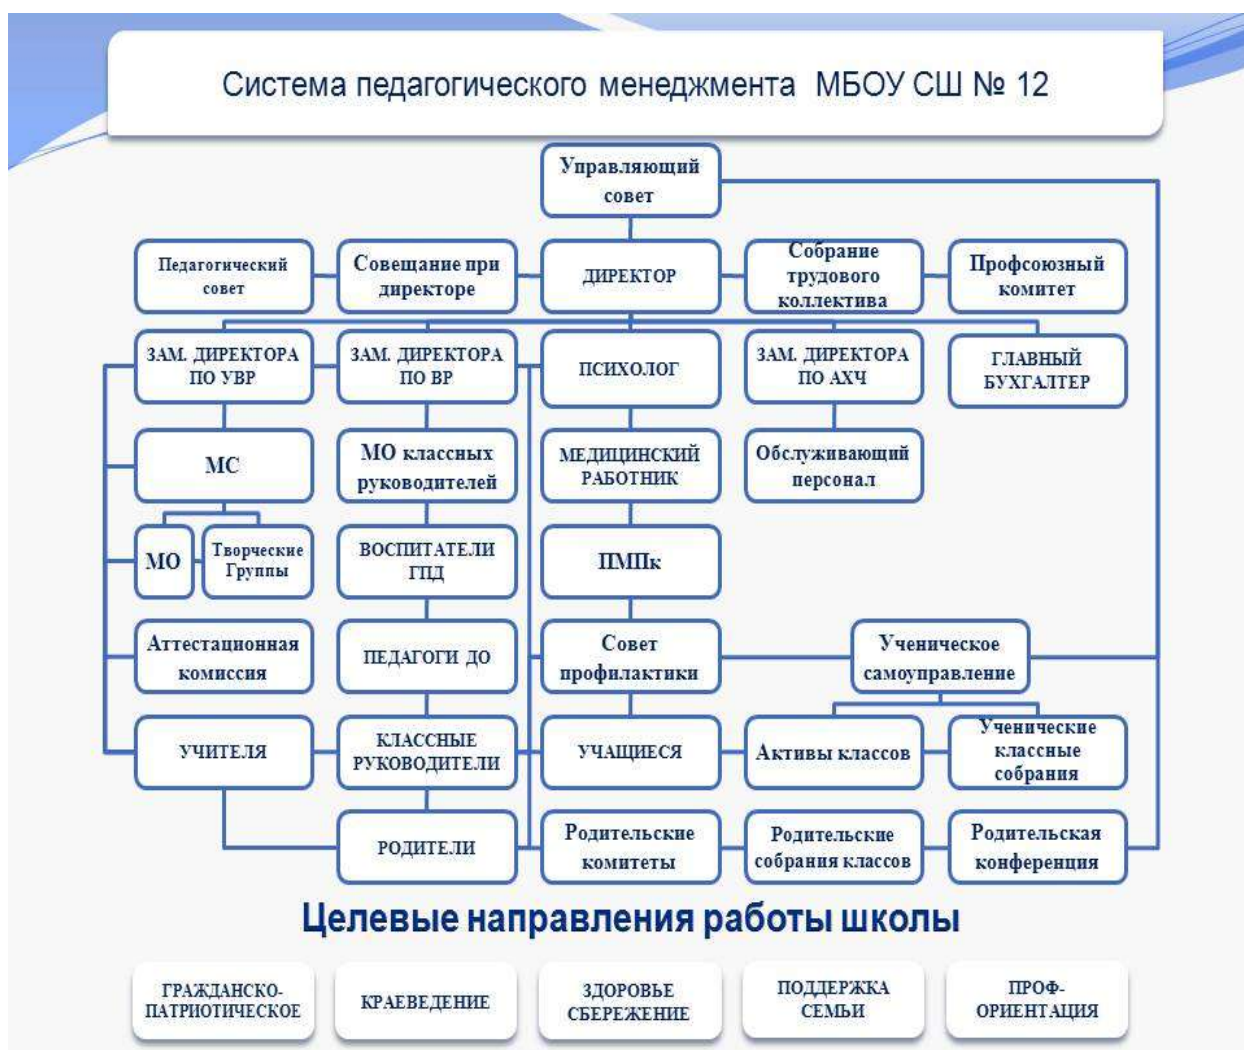 Система педагогического менеджмента МБОУ СШ № 12
Управляющий
совет
Педагогический
совет
Совещание при
директоре
ДИРЕКТОР
Собрание
трудового
коллектива
Профсоюзный
комитет
ЗАМ. ДИРЕКТОРА
ПО УВР
ЗАМ. ДИРЕКТОРА
ПО ВР
ПСИХОЛОГ
ЗАМ. ДИРЕКТОРА
ПО АХЧ
ГЛАВНЫЙ
БУХГАЛТЕР
МС
МО классных
руководителей
МЕДИЦИНСКИЙ
РАБОТНИК
Обслуживающий
персонал
МО
Творческие
Группы
ВОСПИТАТЕЛИ
ГПД
ПМПк
Аттестационная
комиссия
ПЕДАГОГИ ДО
Совет
профилактики
Ученическое
самоуправление
УЧИТЕЛЯ
КЛАССНЫЕ
РУКОВОДИТЕЛИ
УЧАЩИЕСЯ
Активы классов
Ученические
классные
собрания
РОДИТЕЛИ
Родительские
комитеты
Родительские
собрания классов
Родительская
конференция
Целевые направления работы школы
ГРАЖДАНСКО-
ПАТРИОТИЧЕСКОЕ
КРАЕВЕДЕНИЕ
ЗДОРОВЬЕ
СБЕРЕЖЕНИЕ
ПОДДЕРЖКА
СЕМЬИ
ПРОФ-
ОРИЕНТАЦИЯ